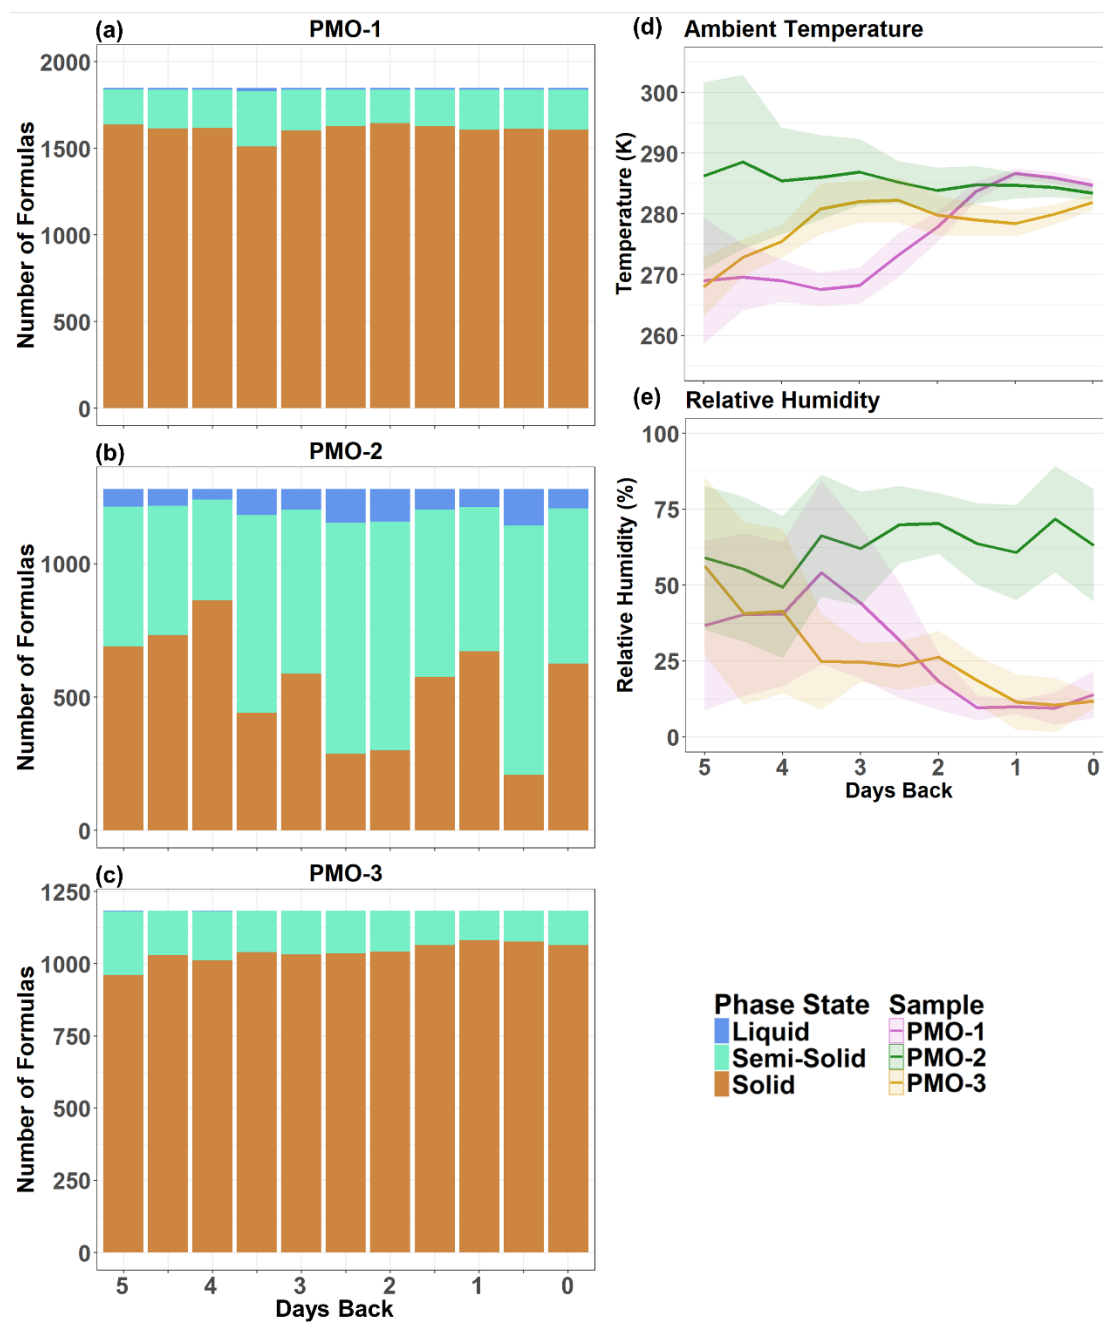 (a) PMO-1
Number of Formulas
2000
1500
1000
500
0
(b) PMO-2
Number of Formulas
1000
500
0
(c) PMO-3
Number of Formulas
1250
1000
750
500
250
0
5 4 3 2 1 0
Days Back
(d) Ambient Temperature
Temperature (K)
300
290
280
270
260
(e) Relative Humidity
Relative Humidity (%)
100
75
50
25
0
5 4 3 2 1 0
Days Back
Phase State
Liquid
Semi-Solid
Solid
Sample
PMO-1
PMO-2
PMO-3